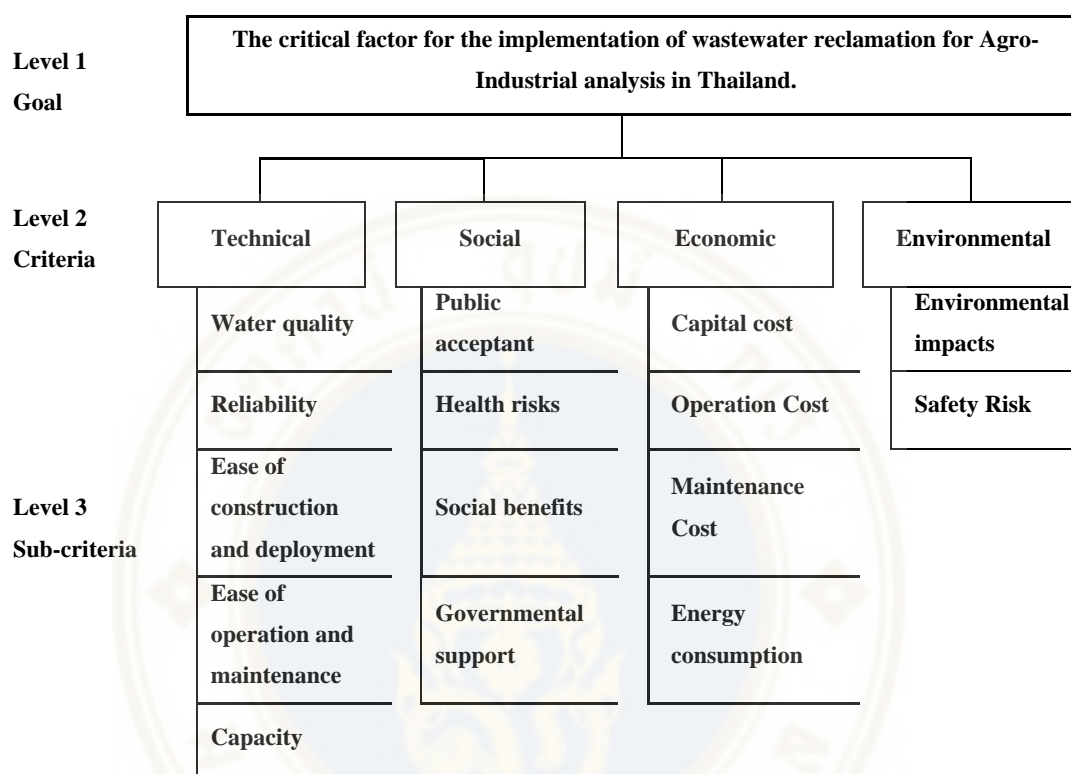 Level 1
Goal
The critical factor for the implementation of wastewater reclamation for Agro-
Industrial analysis in Thailand.
Level 2
Criteria
Technical
Social
Economic
Environmental
Level 3
Sub-criteria
Water quality
Reliability
Ease of
construction
and deployment
Ease of
operation and
maintenance
Capacity
Public
acceptant
Health risks
Social benefits
Governmental
support
Capital cost
Operation Cost
Maintenance
Cost
Energy
consumption
Environmental
impacts
Safety Risk